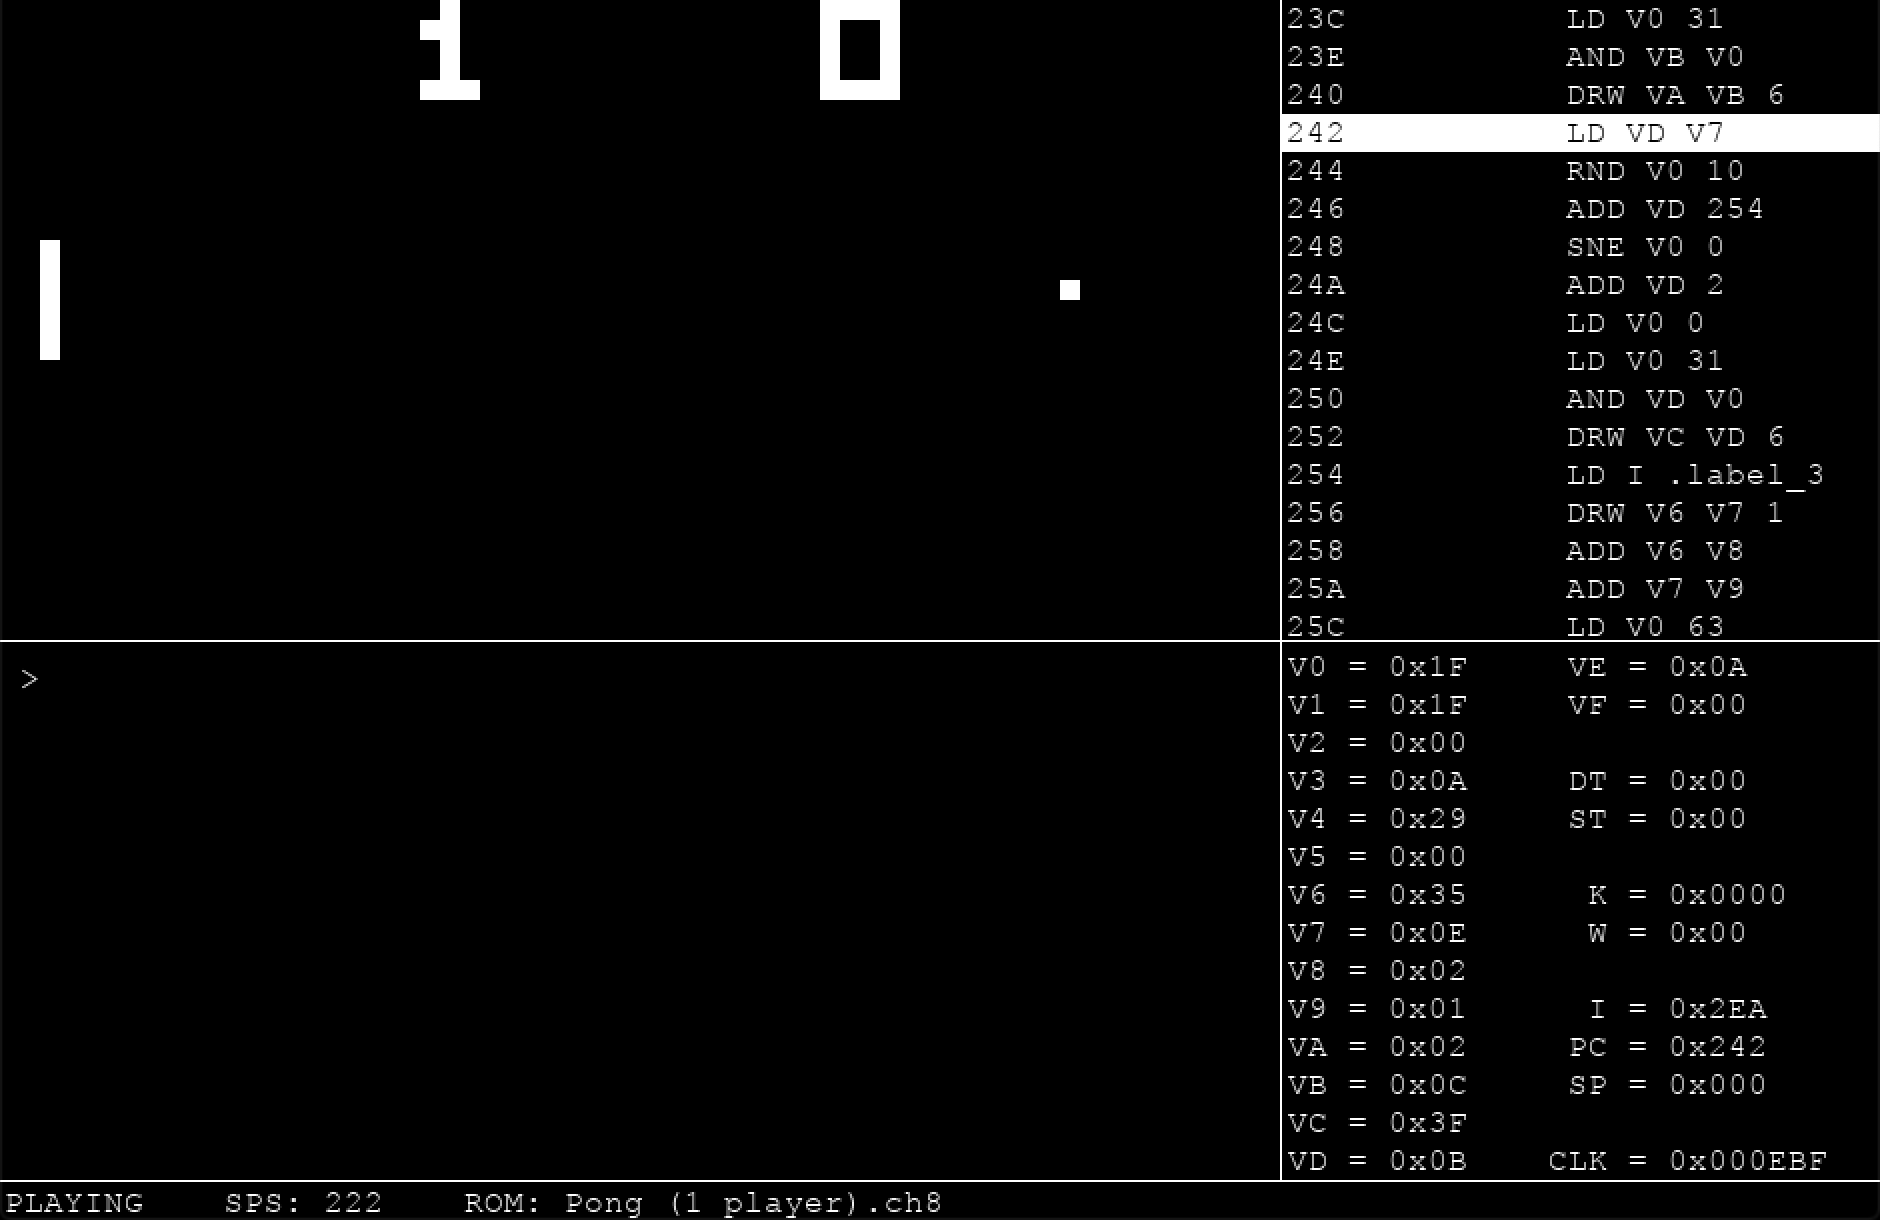 1 0
23C LD V0 31
23E AND VB V0
240 DRW VA VB 6
242 LD VD V7
244 RND V0 10
246 ADD VD 254
248 SNE V0 0
24A ADD VD 2
24C LD V0 0
24E LD V0 31
250 AND VD V0
252 DRW VC VD 6
254 LD I .label_3
256 DRW V6 V7 1
258 ADD V6 V8
25A ADD V7 V9
25C LD V0 63
>
V0 = 0x1F VE = 0x0A
V1 = 0x1F VF = 0x00
V2 = 0x00
V3 = 0x0A DT = 0x00
V4 = 0x29 ST = 0x00
V5 = 0x00
V6 = 0x35 K = 0x0000
V7 = 0x0E W = 0x00
V8 = 0x02
V9 = 0x01 I = 0x2EA
VA = 0x02 PC = 0x242
VB = 0x0C SP = 0x000
VC = 0x3F
VD = 0x0B CLK = 0x000EBF
PLAYING SPS: 222 ROM: Pong (1 player).ch8